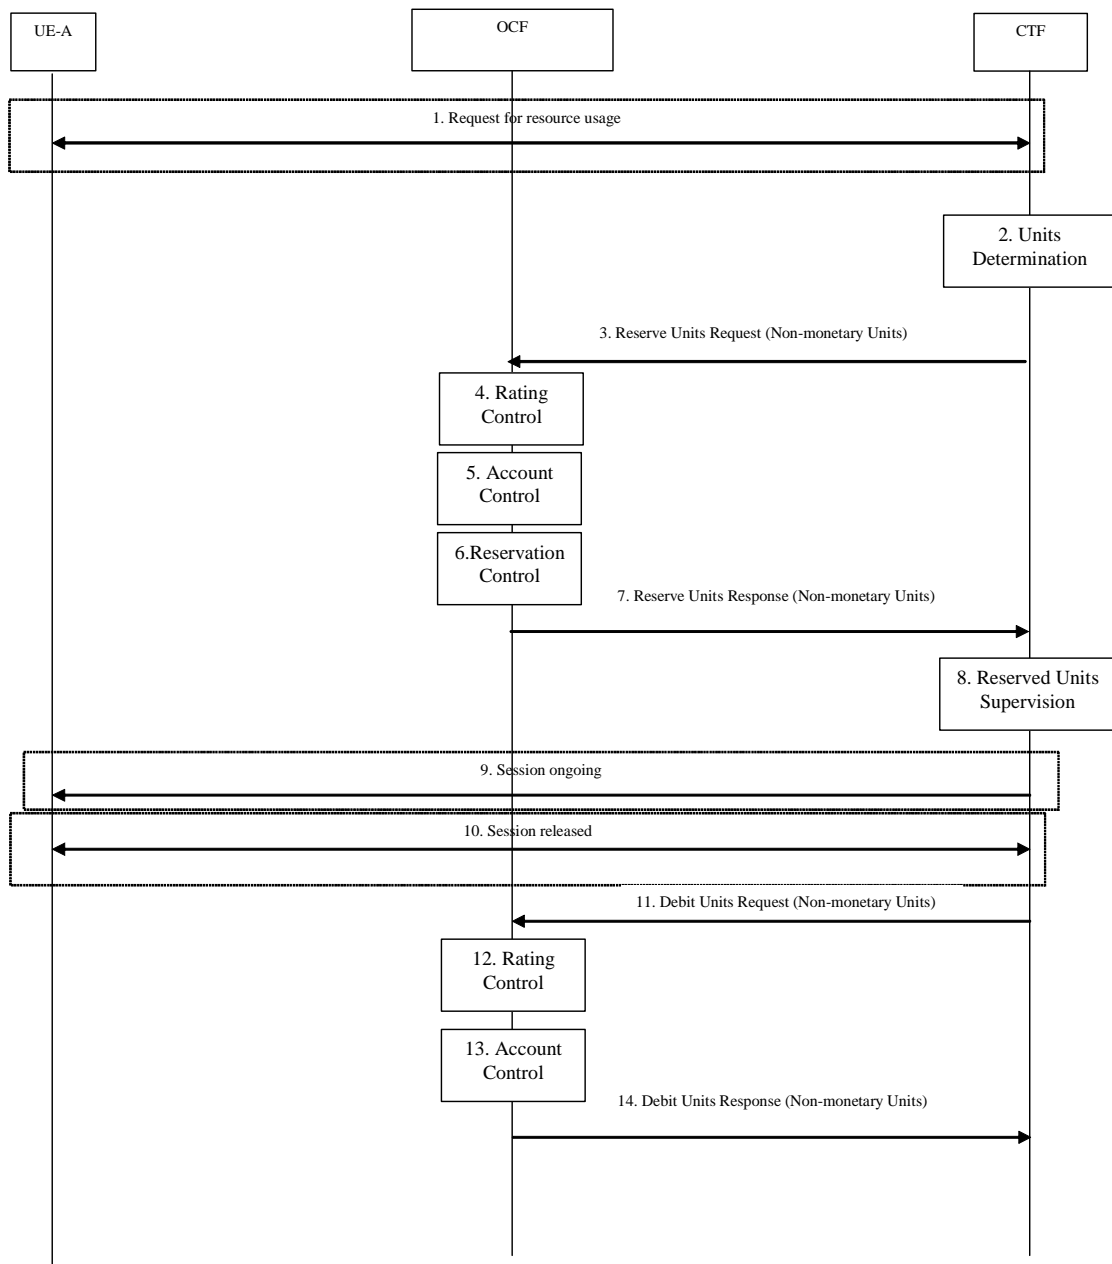 UE-A
OCF
CTF
1. Request for resource usage
2. Units
Determination
3. Reserve Units Request (Non-monetary Units)
4. Rating
Control
5. Account
Control
6.Reservation
Control
7. Reserve Units Response (Non-monetary Units)
8. Reserved Units
Supervision
9. Session ongoing
10. Session released
11. Debit Units Request (Non-monetary Units)
12. Rating
Control
13. Account
Control
14. Debit Units Response (Non-monetary Units)